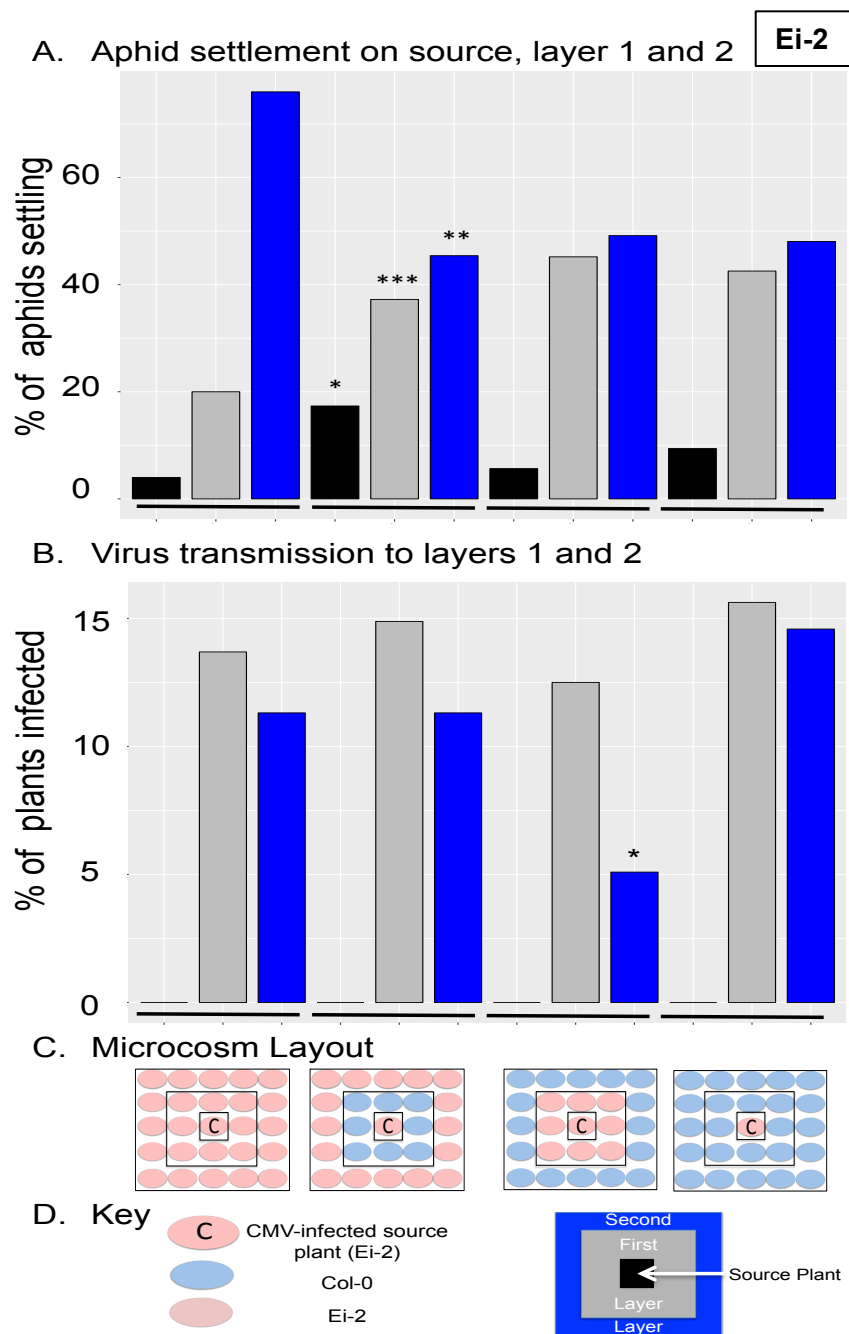 A. Aphid settlement on source, layer 1 and 2
Ei-2
% of aphids settling
60
40
20
0
*
***
**
B. Virus transmission to layers 1 and 2
% of plants infected
15
10
5
0
*
C. Microcosm Layout
C
C
C
C
D. Key
C
CMV-infected source
plant (Ei-2)
Col-0
Ei-2
Second
First
Source Plant
Layer
Layer